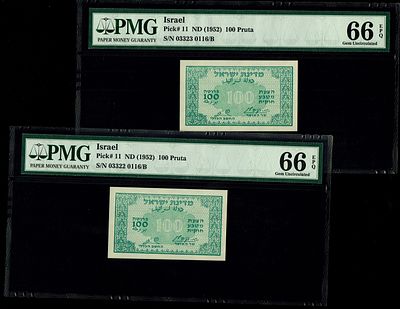 PMG
PAPER MONEY GUARANTY
Israel
Pick# 11 ND (1952) 100 Pruta
S/N 03323 0116/B
66 EPQ
Gem Uncirculated
מדינת ישראל
100
100
PMG
PAPER MONEY GUARANTY
Israel
Pick# 11 ND (1952) 100 Pruta
S/N 03322 0116/B
66 EPQ
Gem Uncirculated
מדינת ישראל
100
100